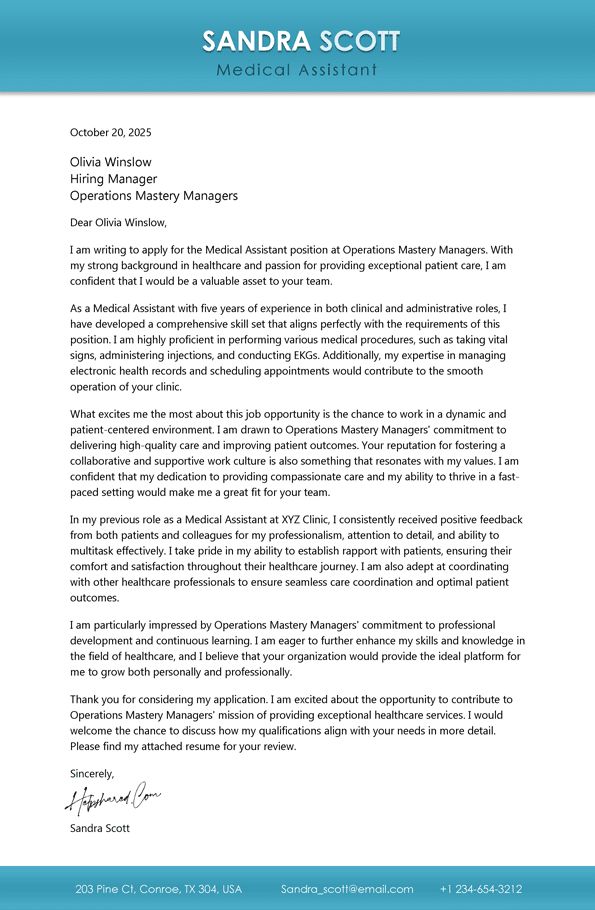 SANDRA SCOTT
Medical Assistant
October 20, 2025
Olivia Winslow
Hiring Manager
Operations Mastery Managers
Dear Olivia Winslow,
I am writing to apply for the Medical Assistant position at Operations Mastery Managers. With
my strong background in healthcare and passion for providing exceptional patient care, I am
confident that I would be a valuable asset to your team.
As a Medical Assistant with five years of experience in both clinical and administrative roles, I
have developed a comprehensive skill set that aligns perfectly with the requirements of this
position. I am highly proficient in performing various medical procedures, such as taking vital
signs, administering injections, and conducting EKGs. Additionally, my expertise in managing
electronic health records and scheduling appointments would contribute to the smooth
operation of your clinic.
What excites me the most about this job opportunity is the chance to work in a dynamic and
patient-centered environment. I am drawn to Operations Mastery Managers' commitment to
delivering high-quality care and improving patient outcomes. Your reputation for fostering a
collaborative and supportive work culture is also something that resonates with my values. I am
confident that my dedication to providing compassionate care and my ability to thrive in a fast-
paced setting would make me a great fit for your team.
In my previous role as a Medical Assistant at XYZ Clinic, I consistently received positive feedback
from both patients and colleagues for my professionalism, attention to detail, and ability to
multitask effectively. I take pride in my ability to establish rapport with patients, ensuring their
comfort and satisfaction throughout their healthcare journey. I am also adept at coordinating
with other healthcare professionals to ensure seamless care coordination and optimal patient
outcomes.
I am particularly impressed by Operations Mastery Managers' commitment to professional
development and continuous learning. I am eager to further enhance my skills and knowledge in
the field of healthcare, and I believe that your organization would provide the ideal platform for
me to grow both personally and professionally.
Thank you for considering my application. I am excited about the opportunity to contribute to
Operations Mastery Managers' mission of providing exceptional healthcare services. I would
welcome the chance to discuss how my qualifications align with your needs in more detail.
Please find my attached resume for your review.
Sincerely,
Sandra Scott
203 Pine Ct, Conroe, TX 304, USA Sandra_scott@email.com +1 234-654-3212